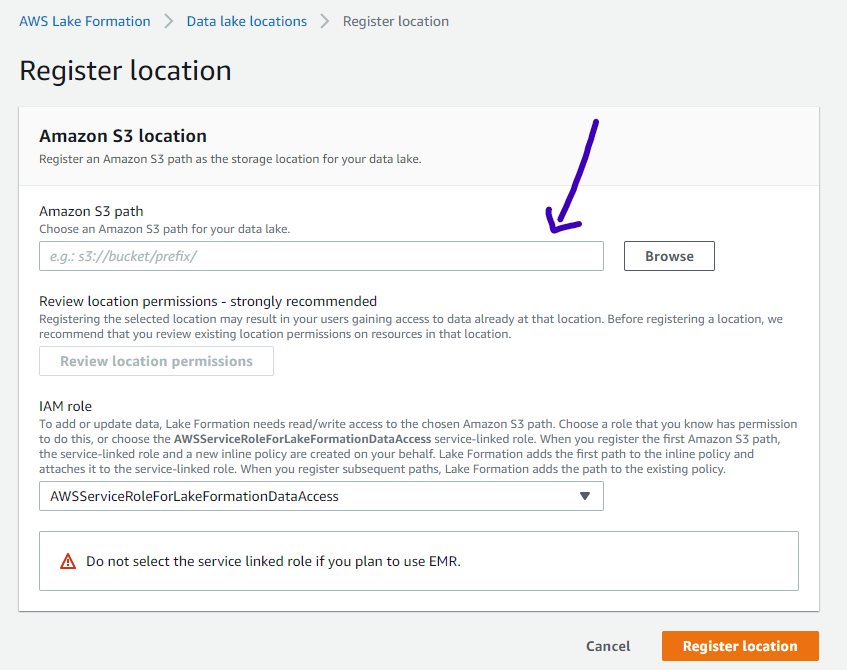 AWS Lake Formation > Data lake locations > Register location
Register location
Amazon S3 location
Register an Amazon S3 path as the storage location for your data lake.
Amazon S3 path
Choose an Amazon S3 path for your data lake.
e.g.: s3://bucket/prefix/ Browse
Review location permissions - strongly recommended
Registering the selected location may result in your users gaining access to data already at that location. Before registering a location, we
recommend that you review existing location permissions on resources in that location.
Review location permissions
IAM role
To add or update data, Lake Formation needs read/write access to the chosen Amazon S3 path. Choose a role that you know has permission
to do this, or choose the AWSServiceRoleForLakeFormationDataAccess service-linked role. When you register the first Amazon S3 path,
the service-linked role and a new inline policy are created on your behalf. Lake Formation adds the first path to the inline policy and
attaches it to the service-linked role. When you register subsequent paths, Lake Formation adds the path to the existing policy.
AWSServiceRoleForLakeFormationDataAccess
Do not select the service linked role if you plan to use EMR.
Cancel Register location